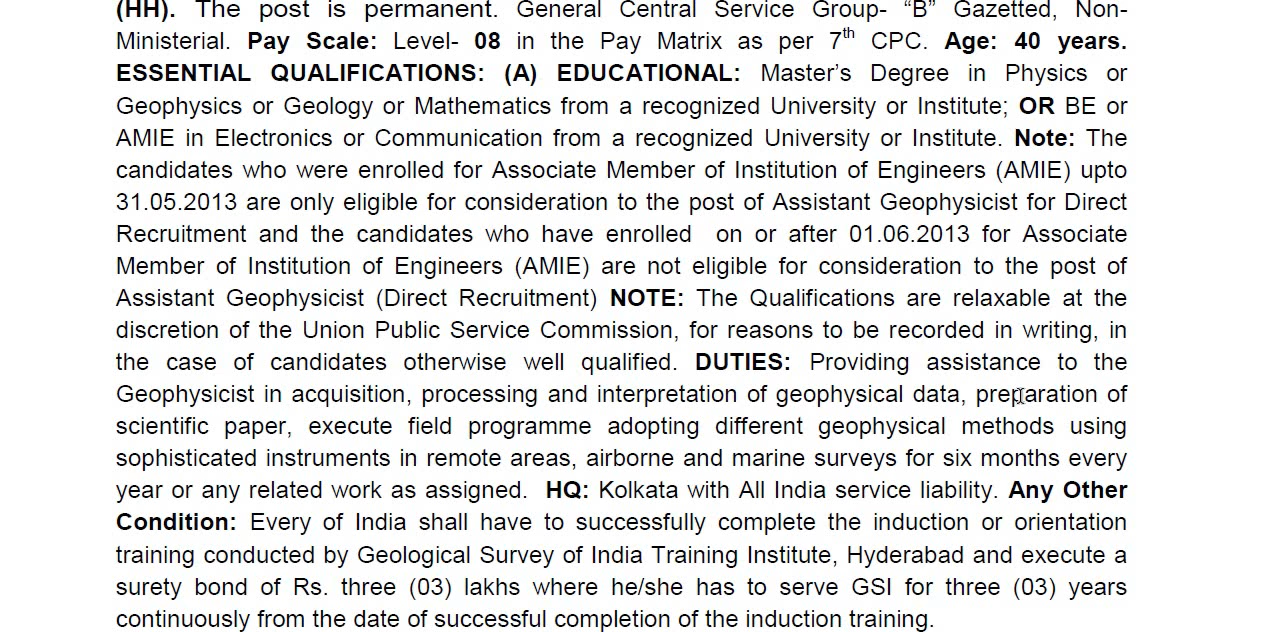 (HH). The post is permanent. General Central Service Group- “B” Gazetted, Non-
Ministerial. Pay Scale: Level- 08 in the Pay Matrix as per 7th CPC. Age: 40 years.
ESSENTIAL QUALIFICATIONS: (A) EDUCATIONAL: Master’s Degree in Physics or
Geophysics or Geology or Mathematics from a recognized University or Institute; OR BE or
AMIE in Electronics or Communication from a recognized University or Institute. Note: The
candidates who were enrolled for Associate Member of Institution of Engineers (AMIE) upto
31.05.2013 are only eligible for consideration to the post of Assistant Geophysicist for Direct
Recruitment and the candidates who have enrolled on or after 01.06.2013 for Associate
Member of Institution of Engineers (AMIE) are not eligible for consideration to the post of
Assistant Geophysicist (Direct Recruitment) NOTE: The Qualifications are relaxable at the
discretion of the Union Public Service Commission, for reasons to be recorded in writing, in
the case of candidates otherwise well qualified. DUTIES: Providing assistance to the
Geophysicist in acquisition, processing and interpretation of geophysical data, preparation of
scientific paper, execute field programme adopting different geophysical methods using
sophisticated instruments in remote areas, airborne and marine surveys for six months every
year or any related work as assigned. HQ: Kolkata with All India service liability. Any Other
Condition: Every of India shall have to successfully complete the induction or orientation
training conducted by Geological Survey of India Training Institute, Hyderabad and execute a
surety bond of Rs. three (03) lakhs where he/she has to serve GSI for three (03) years
continuously from the date of successful completion of the induction training.